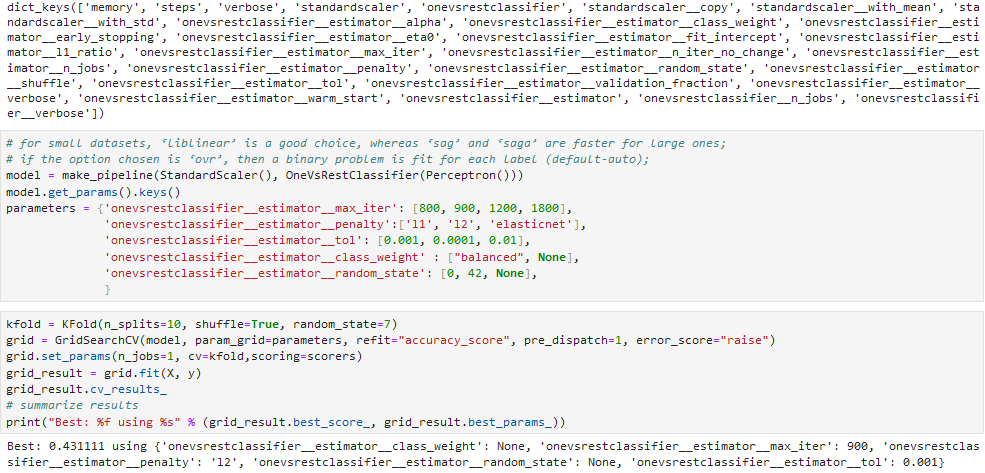 dict_keys(['memory', 'steps', 'verbose', 'standardscaler', 'onevsrestclassifier', 'standardscaler__copy', 'standardscaler__with_mean', 'sta
ndardscaler__with_std', 'onevsrestclassifier__estimator__alpha', 'onevsrestclassifier__estimator__class_weight', 'onevsrestclassifier__esti
mator__early_stopping', 'onevsrestclassifier__estimator__eta0', 'onevsrestclassifier__estimator__fit_intercept', 'onevsrestclassifier__esti
mator__l1_ratio', 'onevsrestclassifier__estimator__max_iter', 'onevsrestclassifier__estimator__n_iter_no_change', 'onevsrestclassifier__est
imator__n_jobs', 'onevsrestclassifier__estimator__penalty', 'onevsrestclassifier__estimator__random_state', 'onevsrestclassifier__estimator
__shuffle', 'onevsrestclassifier__estimator__tol', 'onevsrestclassifier__estimator__validation_fraction', 'onevsrestclassifier__estimator__
verbose', 'onevsrestclassifier__estimator__warm_start', 'onevsrestclassifier__estimator', 'onevsrestclassifier__n_jobs', 'onevsrestclassifi
er__verbose'])
# for small datasets, ‘liblinear’ is a good choice, whereas ‘sag’ and ‘saga’ are faster for large ones;
# if the option chosen is ‘ovr’, then a binary problem is fit for each label (default-auto);
model = make_pipeline(StandardScaler(), OneVsRestClassifier(Perceptron()))
model.get_params().keys()
parameters = {'onevsrestclassifier__estimator__max_iter': [800, 900, 1200, 1800],
'onevsrestclassifier__estimator__penalty':['l1', 'l2', 'elasticnet'],
'onevsrestclassifier__estimator__tol': [0.001, 0.0001, 0.01],
'onevsrestclassifier__estimator__class_weight' : ["balanced", None],
'onevsrestclassifier__estimator__random_state': [0, 42, None],
}
kfold = KFold(n_splits=10, shuffle=True, random_state=7)
grid = GridSearchCV(model, param_grid=parameters, refit="accuracy_score", pre_dispatch=1, error_score="raise")
grid.set_params(n_jobs=1, cv=kfold,scoring=scorers)
grid_result = grid.fit(X, y)
grid_result.cv_results_
# summarize results
print("Best: %f using %s" % (grid_result.best_score_, grid_result.best_params_))
Best: 0.431111 using {'onevsrestclassifier__estimator__class_weight': None, 'onevsrestclassifier__estimator__max_iter': 900, 'onevsrestclas
sifier__estimator__penalty': 'l2', 'onevsrestclassifier__estimator__random_state': None, 'onevsrestclassifier__estimator__tol': 0.001}